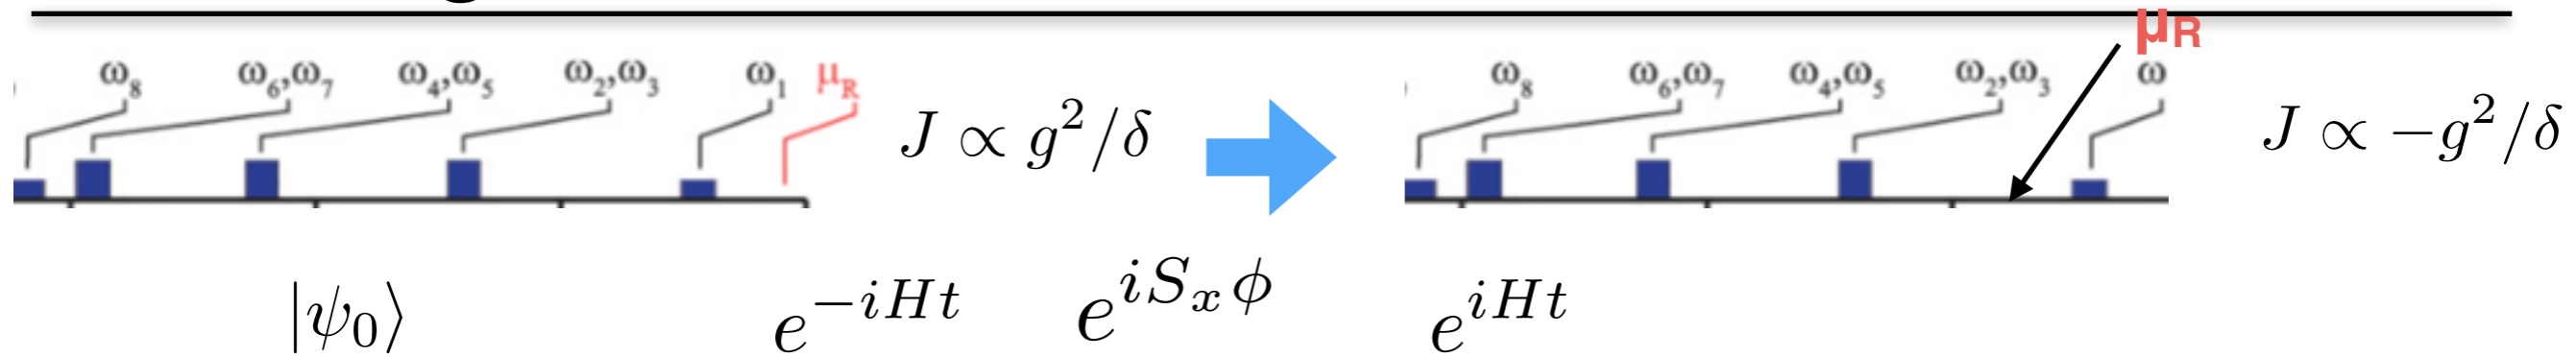 μR
ω8 ω6,ω7 ω4,ω5 ω2,ω3 ω1 μR J ∝ g²/δ ω8 ω6,ω7 ω4,ω5 ω2,ω3 ω J ∝ −g²/δ
|ψ₀⟩ e^{−iHt} e^{iSₓϕ} e^{iHt}